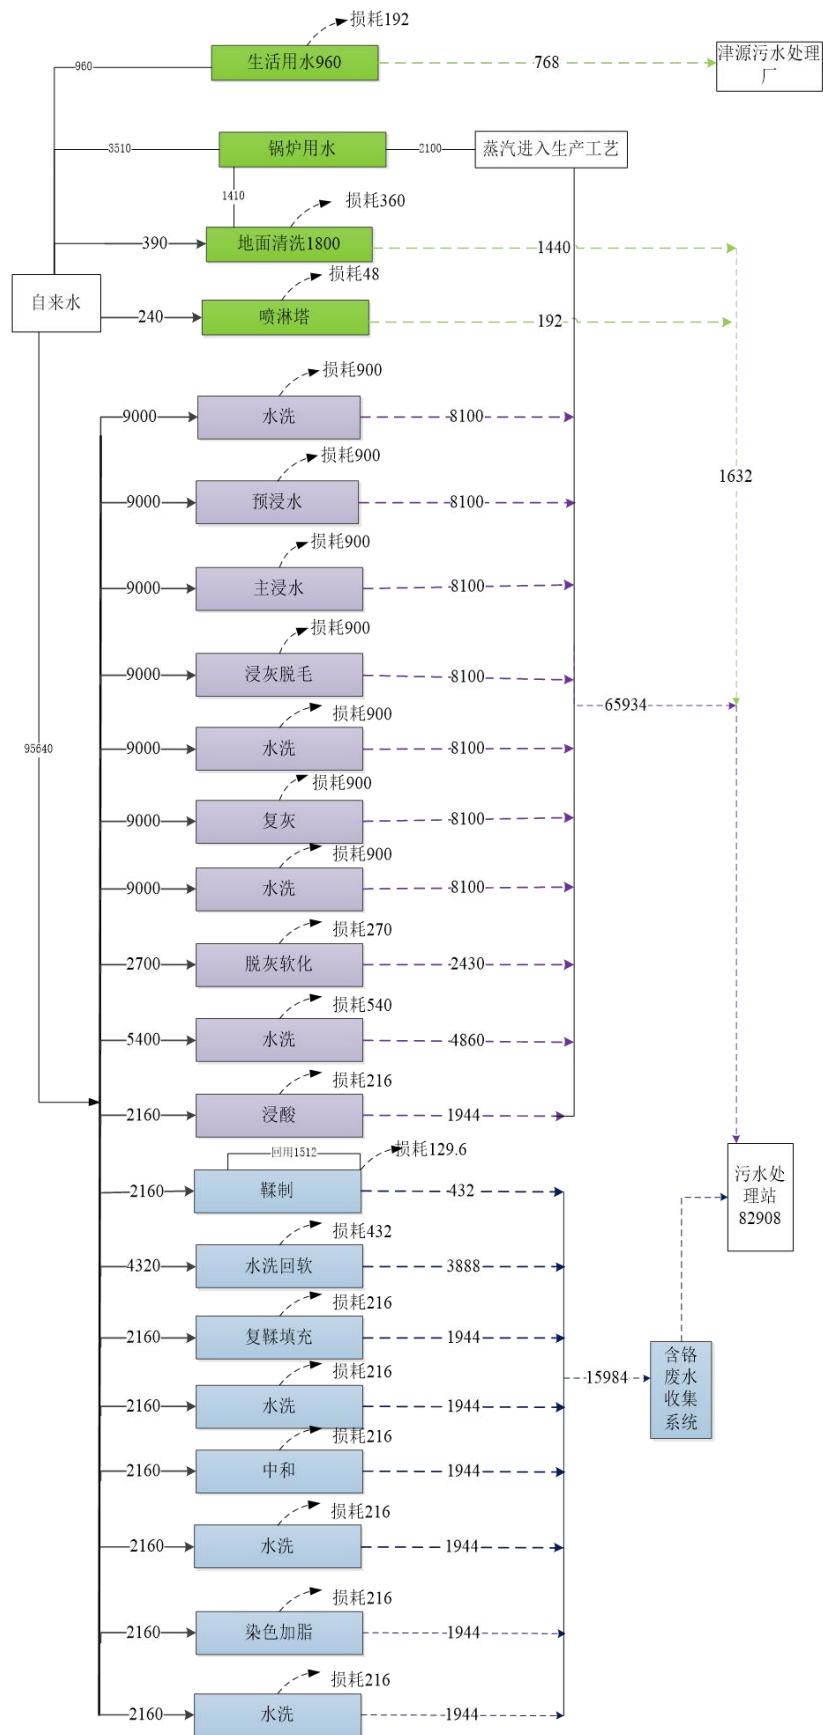 损耗192
960
生活用水960
768
津源污水处理
厂
3510
锅炉用水
2100
蒸汽进入生产工艺
1410
损耗360
390
地面清洗1800
1440
损耗48
自来水
240
喷淋塔
192
损耗900
9000
水洗
8100
损耗900
9000
预浸水
8100
1632
损耗900
9000
主浸水
8100
损耗900
9000
浸灰脱毛
8100
65934
损耗900
95640
9000
水洗
8100
损耗900
9000
复灰
8100
损耗900
9000
水洗
8100
损耗270
2700
脱灰软化
2430
损耗540
5400
水洗
4860
损耗216
2160
浸酸
1944
回用1512
损耗129.6
2160
鞣制
432
污水处
理站
82908
损耗432
4320
水洗回软
3888
损耗216
2160
复鞣填充
1944
含铬
废水
收集
系统
15984
损耗216
2160
水洗
1944
损耗216
2160
中和
1944
损耗216
2160
水洗
1944
损耗216
2160
染色加脂
1944
损耗216
2160
水洗
1944